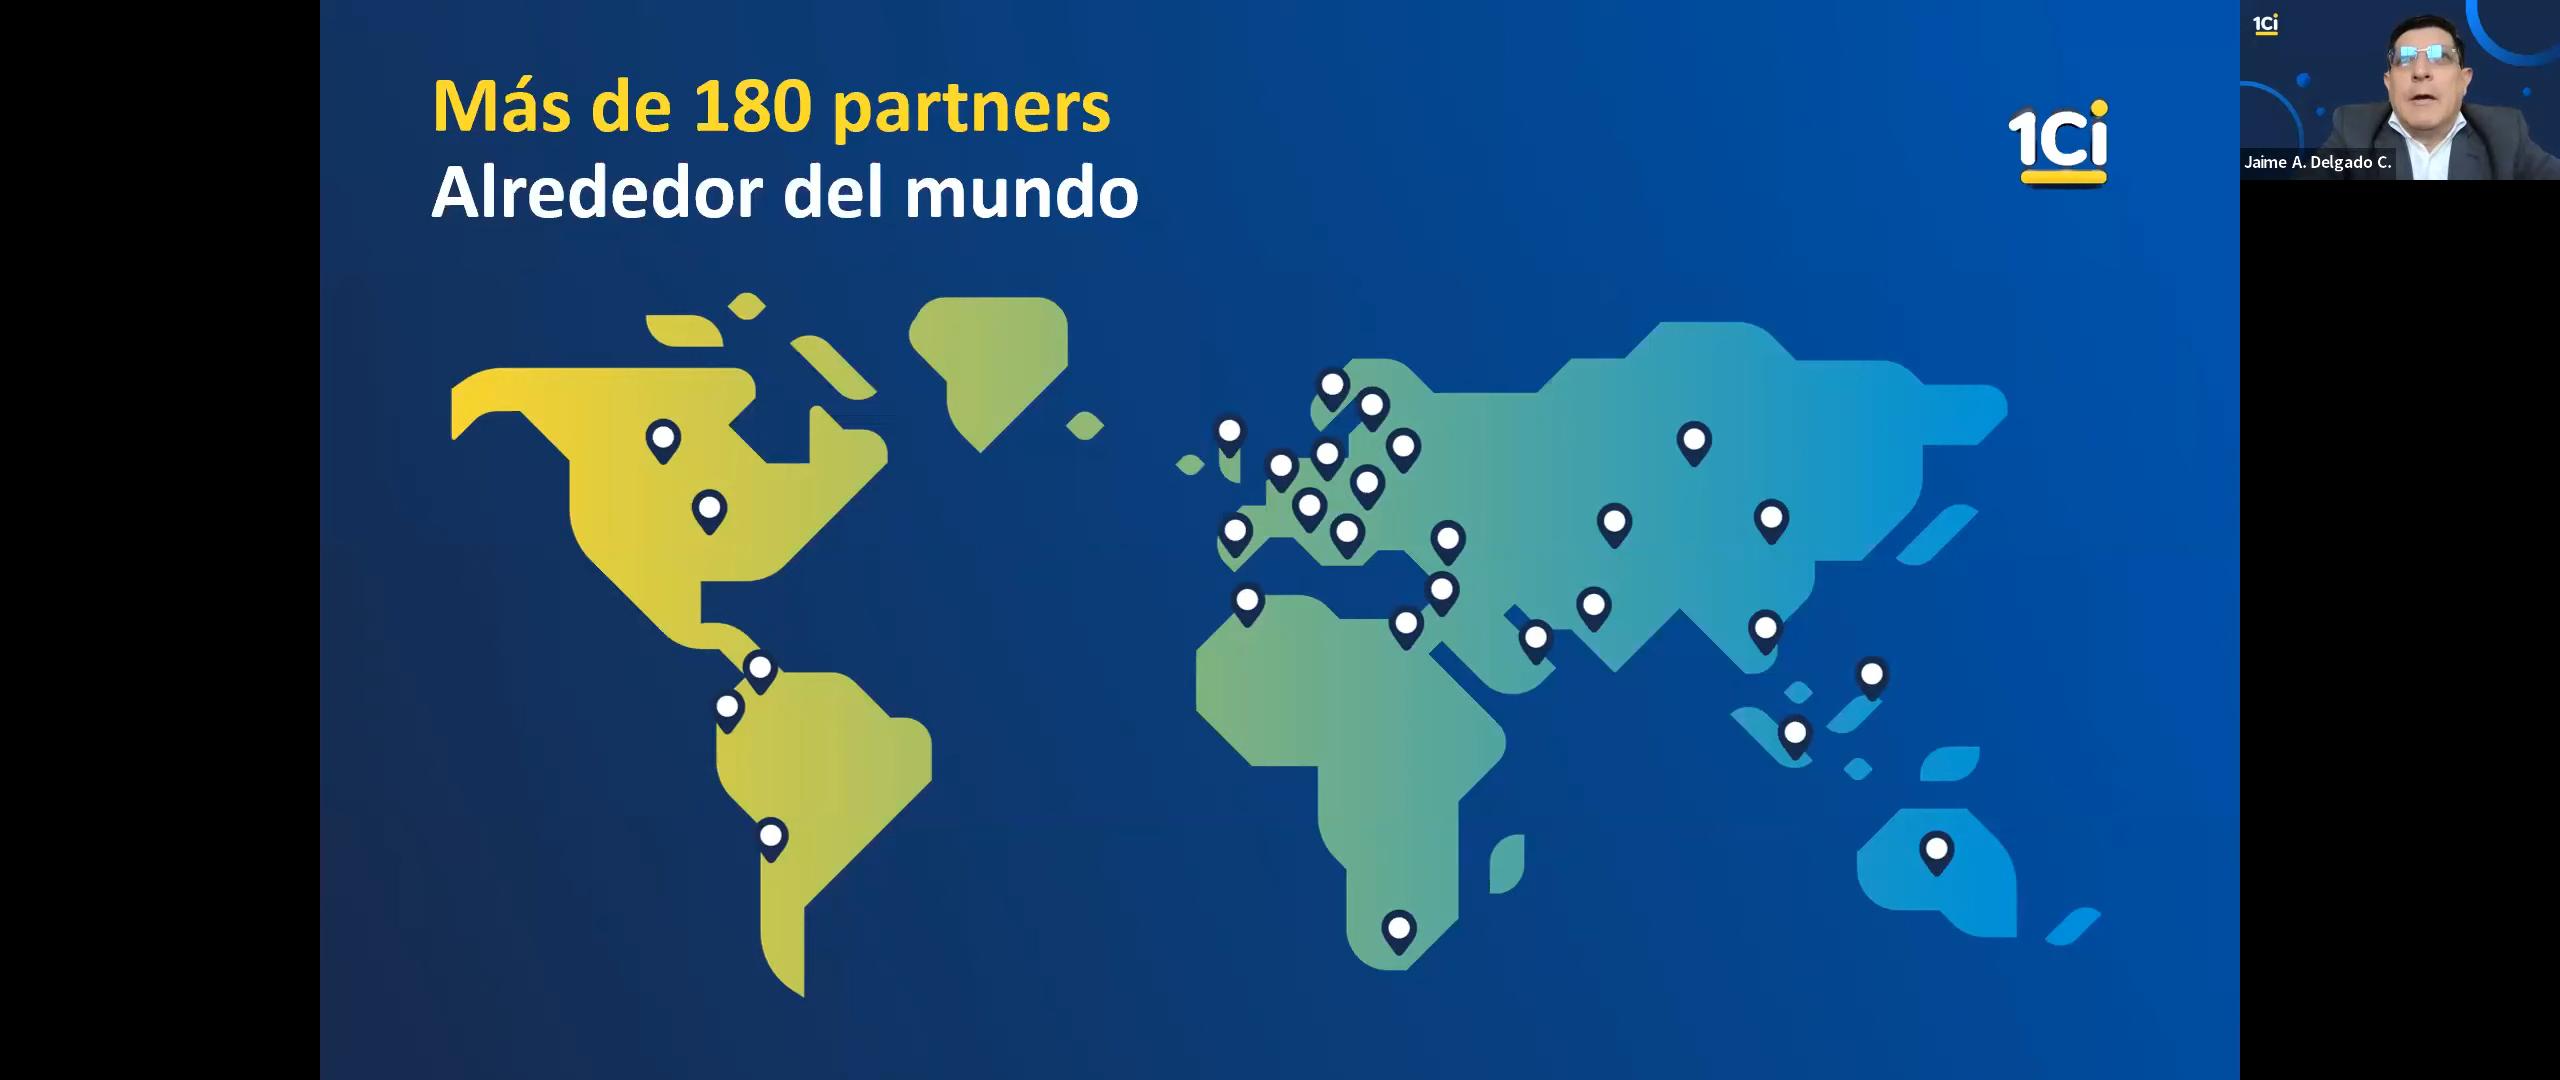 Más de 180 partners
Alrededor del mundo
1Ci
1Ci
Jaime A. Delgado C.